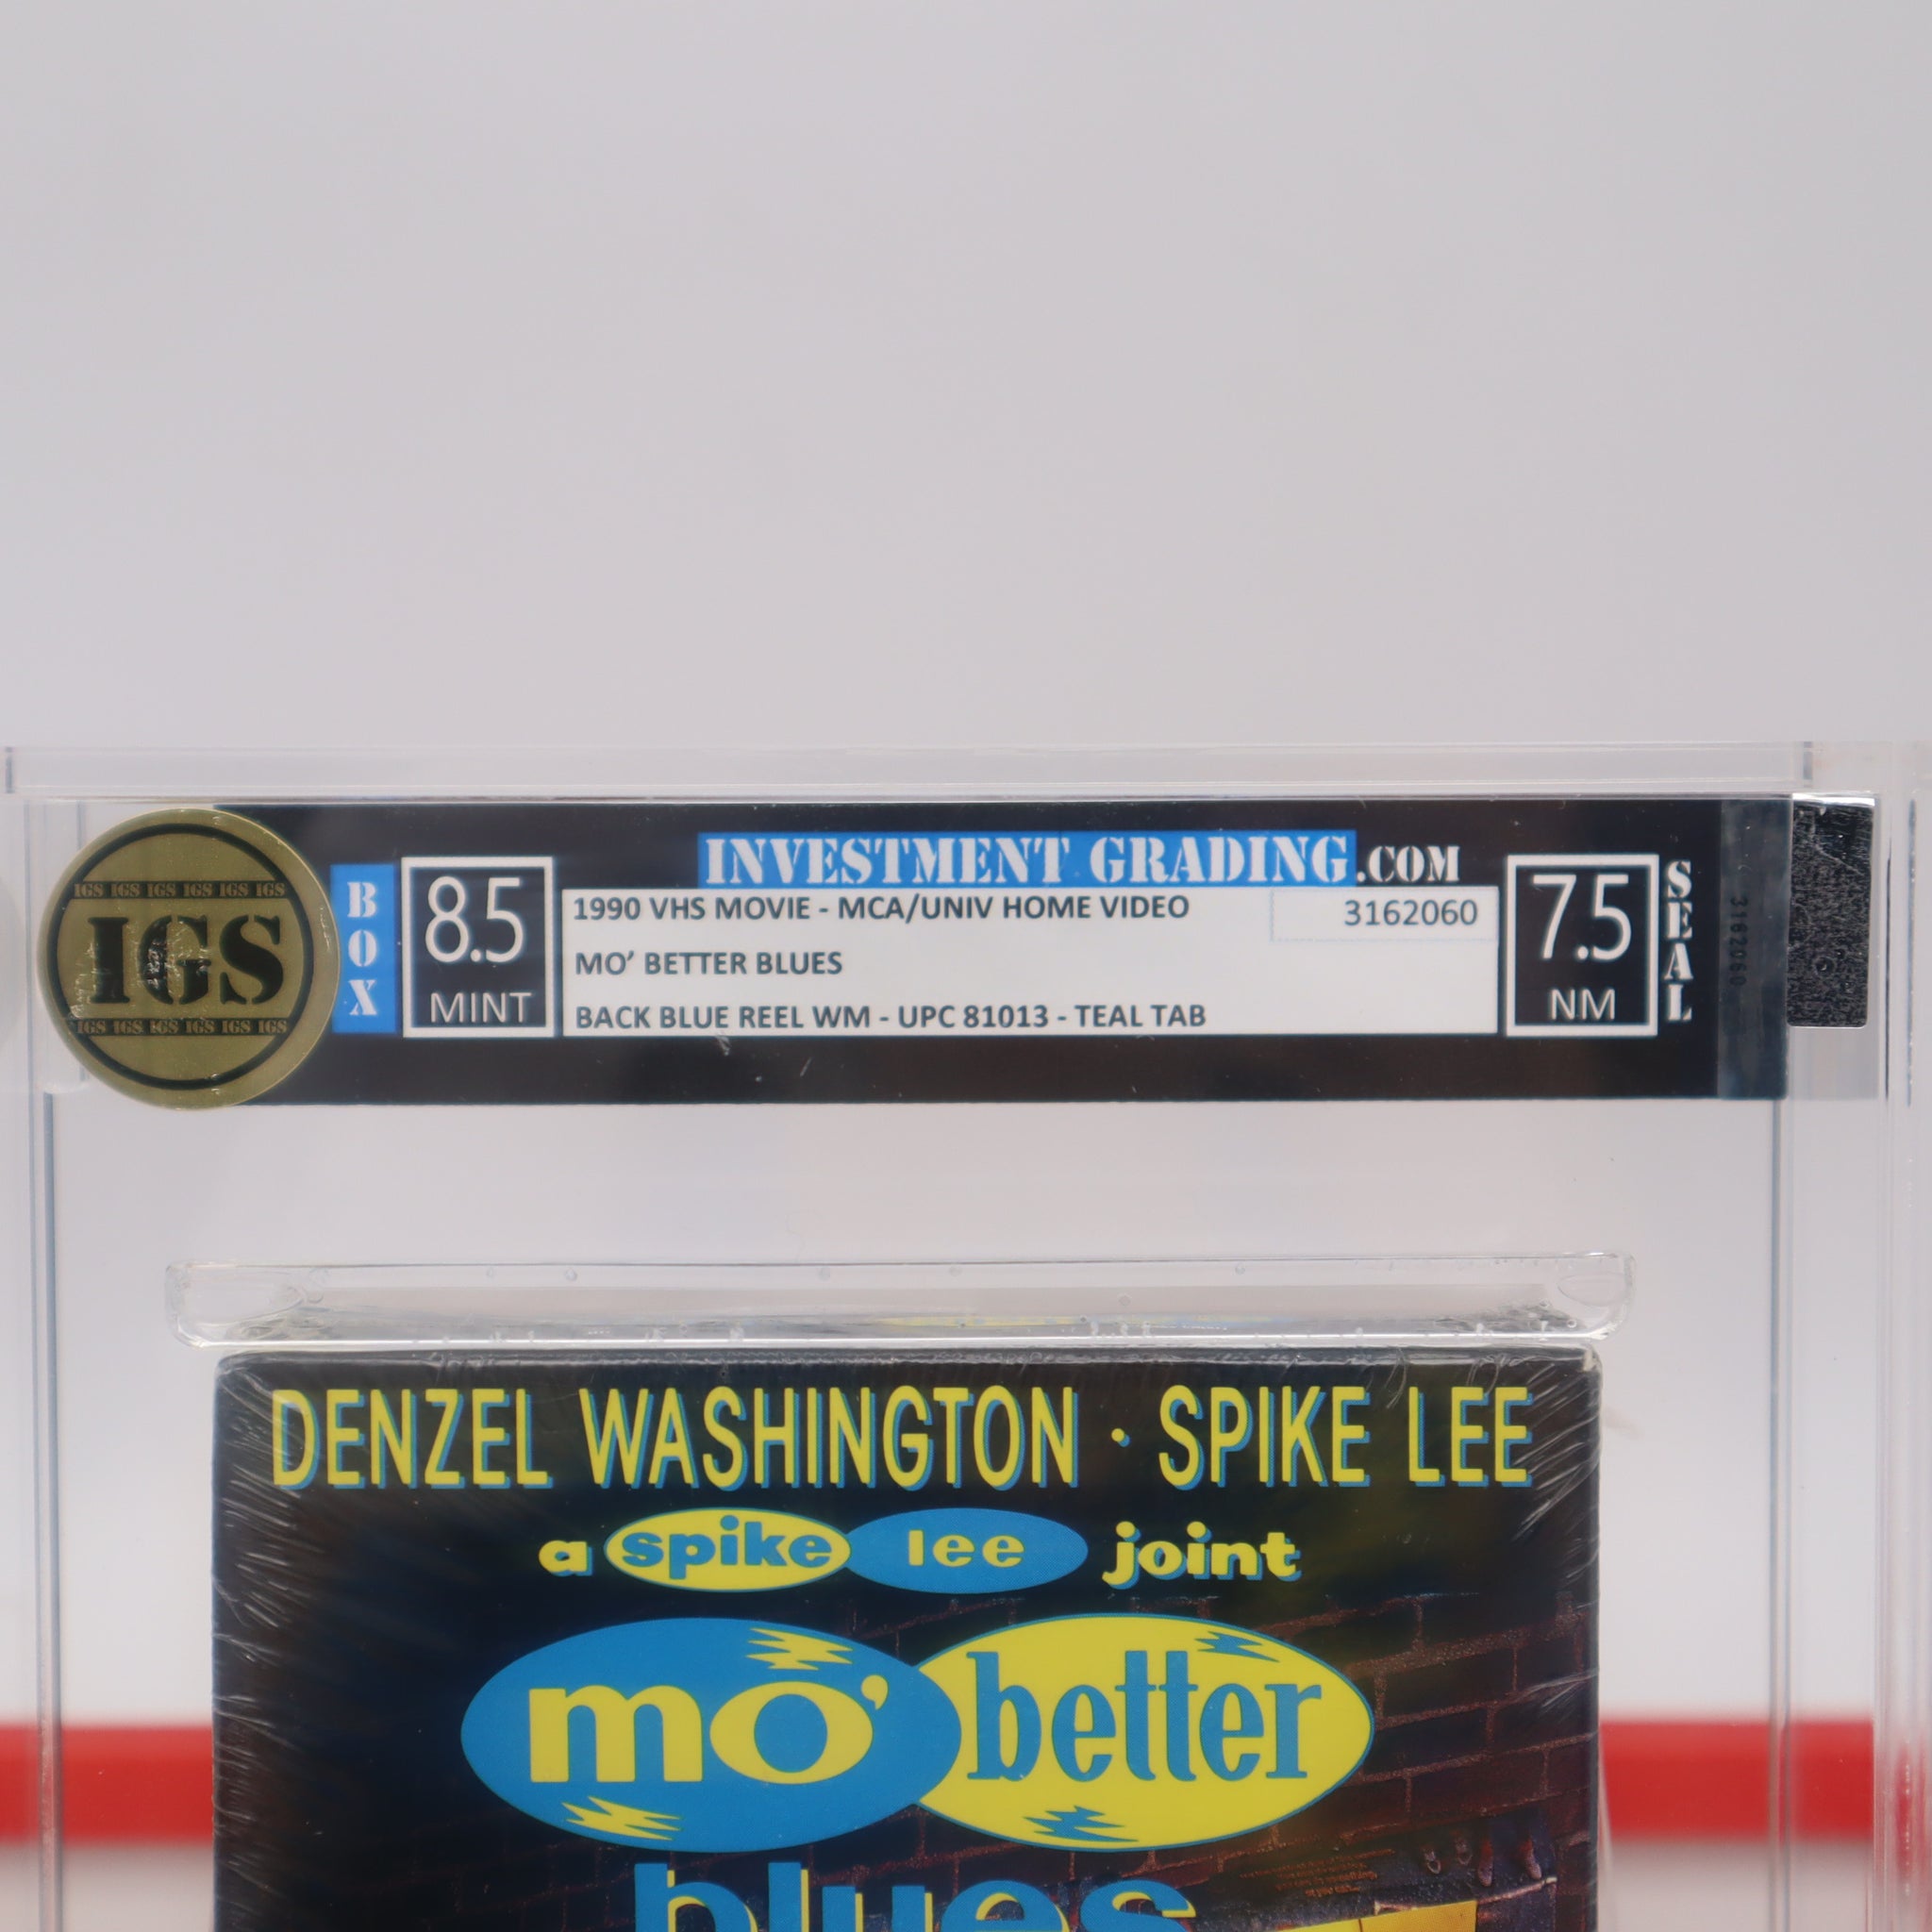 INVESTMENT GRADING.COM
IGS IGS IGS IGS IGS IGS
IGS
IGS IGS IGS IGS IGS IGS
BOX
8.5
MINT
1990 VHS MOVIE - MCA/UNIV HOME VIDEO
3162060
MO' BETTER BLUES
BACK BLUE REEL WM - UPC 81013 - TEAL TAB
7.5
NM
SEAL
3162060
DENZEL WASHINGTON · SPIKE LEE
a spike lee joint
mo' better
blues